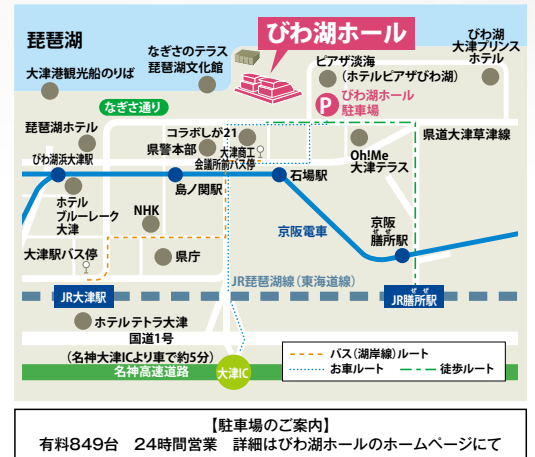 琵琶湖
びわ湖ホール
なぎさのテラス
琵琶湖文化館
ピアザ淡海
(ホテルピアザびわ湖)
びわ湖
大津プリンス
ホテル
大津港観光船のりば
P
びわ湖ホール
駐車場
なぎさ通り
琵琶湖ホテル
コラボしが21
県警本部
大津商工
会議所前バス停
県道大津草津線
Oh!Me
大津テラス
びわ湖浜大津駅
島ノ関駅
石場駅
ホテル
ブルーレーク
大津
NHK
京阪電車
京阪
膳所駅
ぜぜ
大津駅バス停
県庁
JR琵琶湖線(東海道線)
JR大津駅
JR膳所駅
ぜぜ
ホテルテトラ大津
国道1号
(名神大津ICより車で約5分)
名神高速道路
大津IC
バス(湖岸線)ルート
お車ルート
徒歩ルート
【駐車場のご案内】
有料849台 24時間営業 詳細はびわ湖ホールのホームページにて